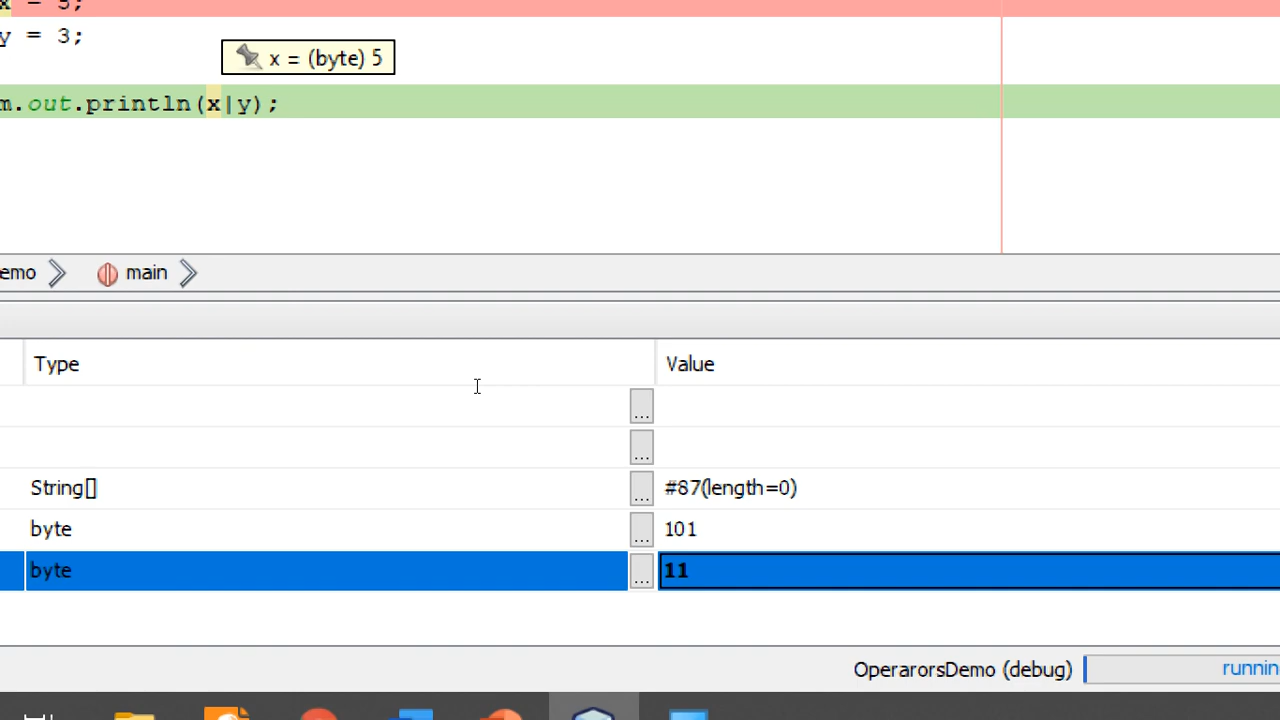 x = 5;
y = 3;
x = (byte) 5
m.out.println(x|y);
emo main
Type Value
...
...
String[] ... #87(length=0)
byte ... 101
byte ... 11
OperarorsDemo (debug) runnin